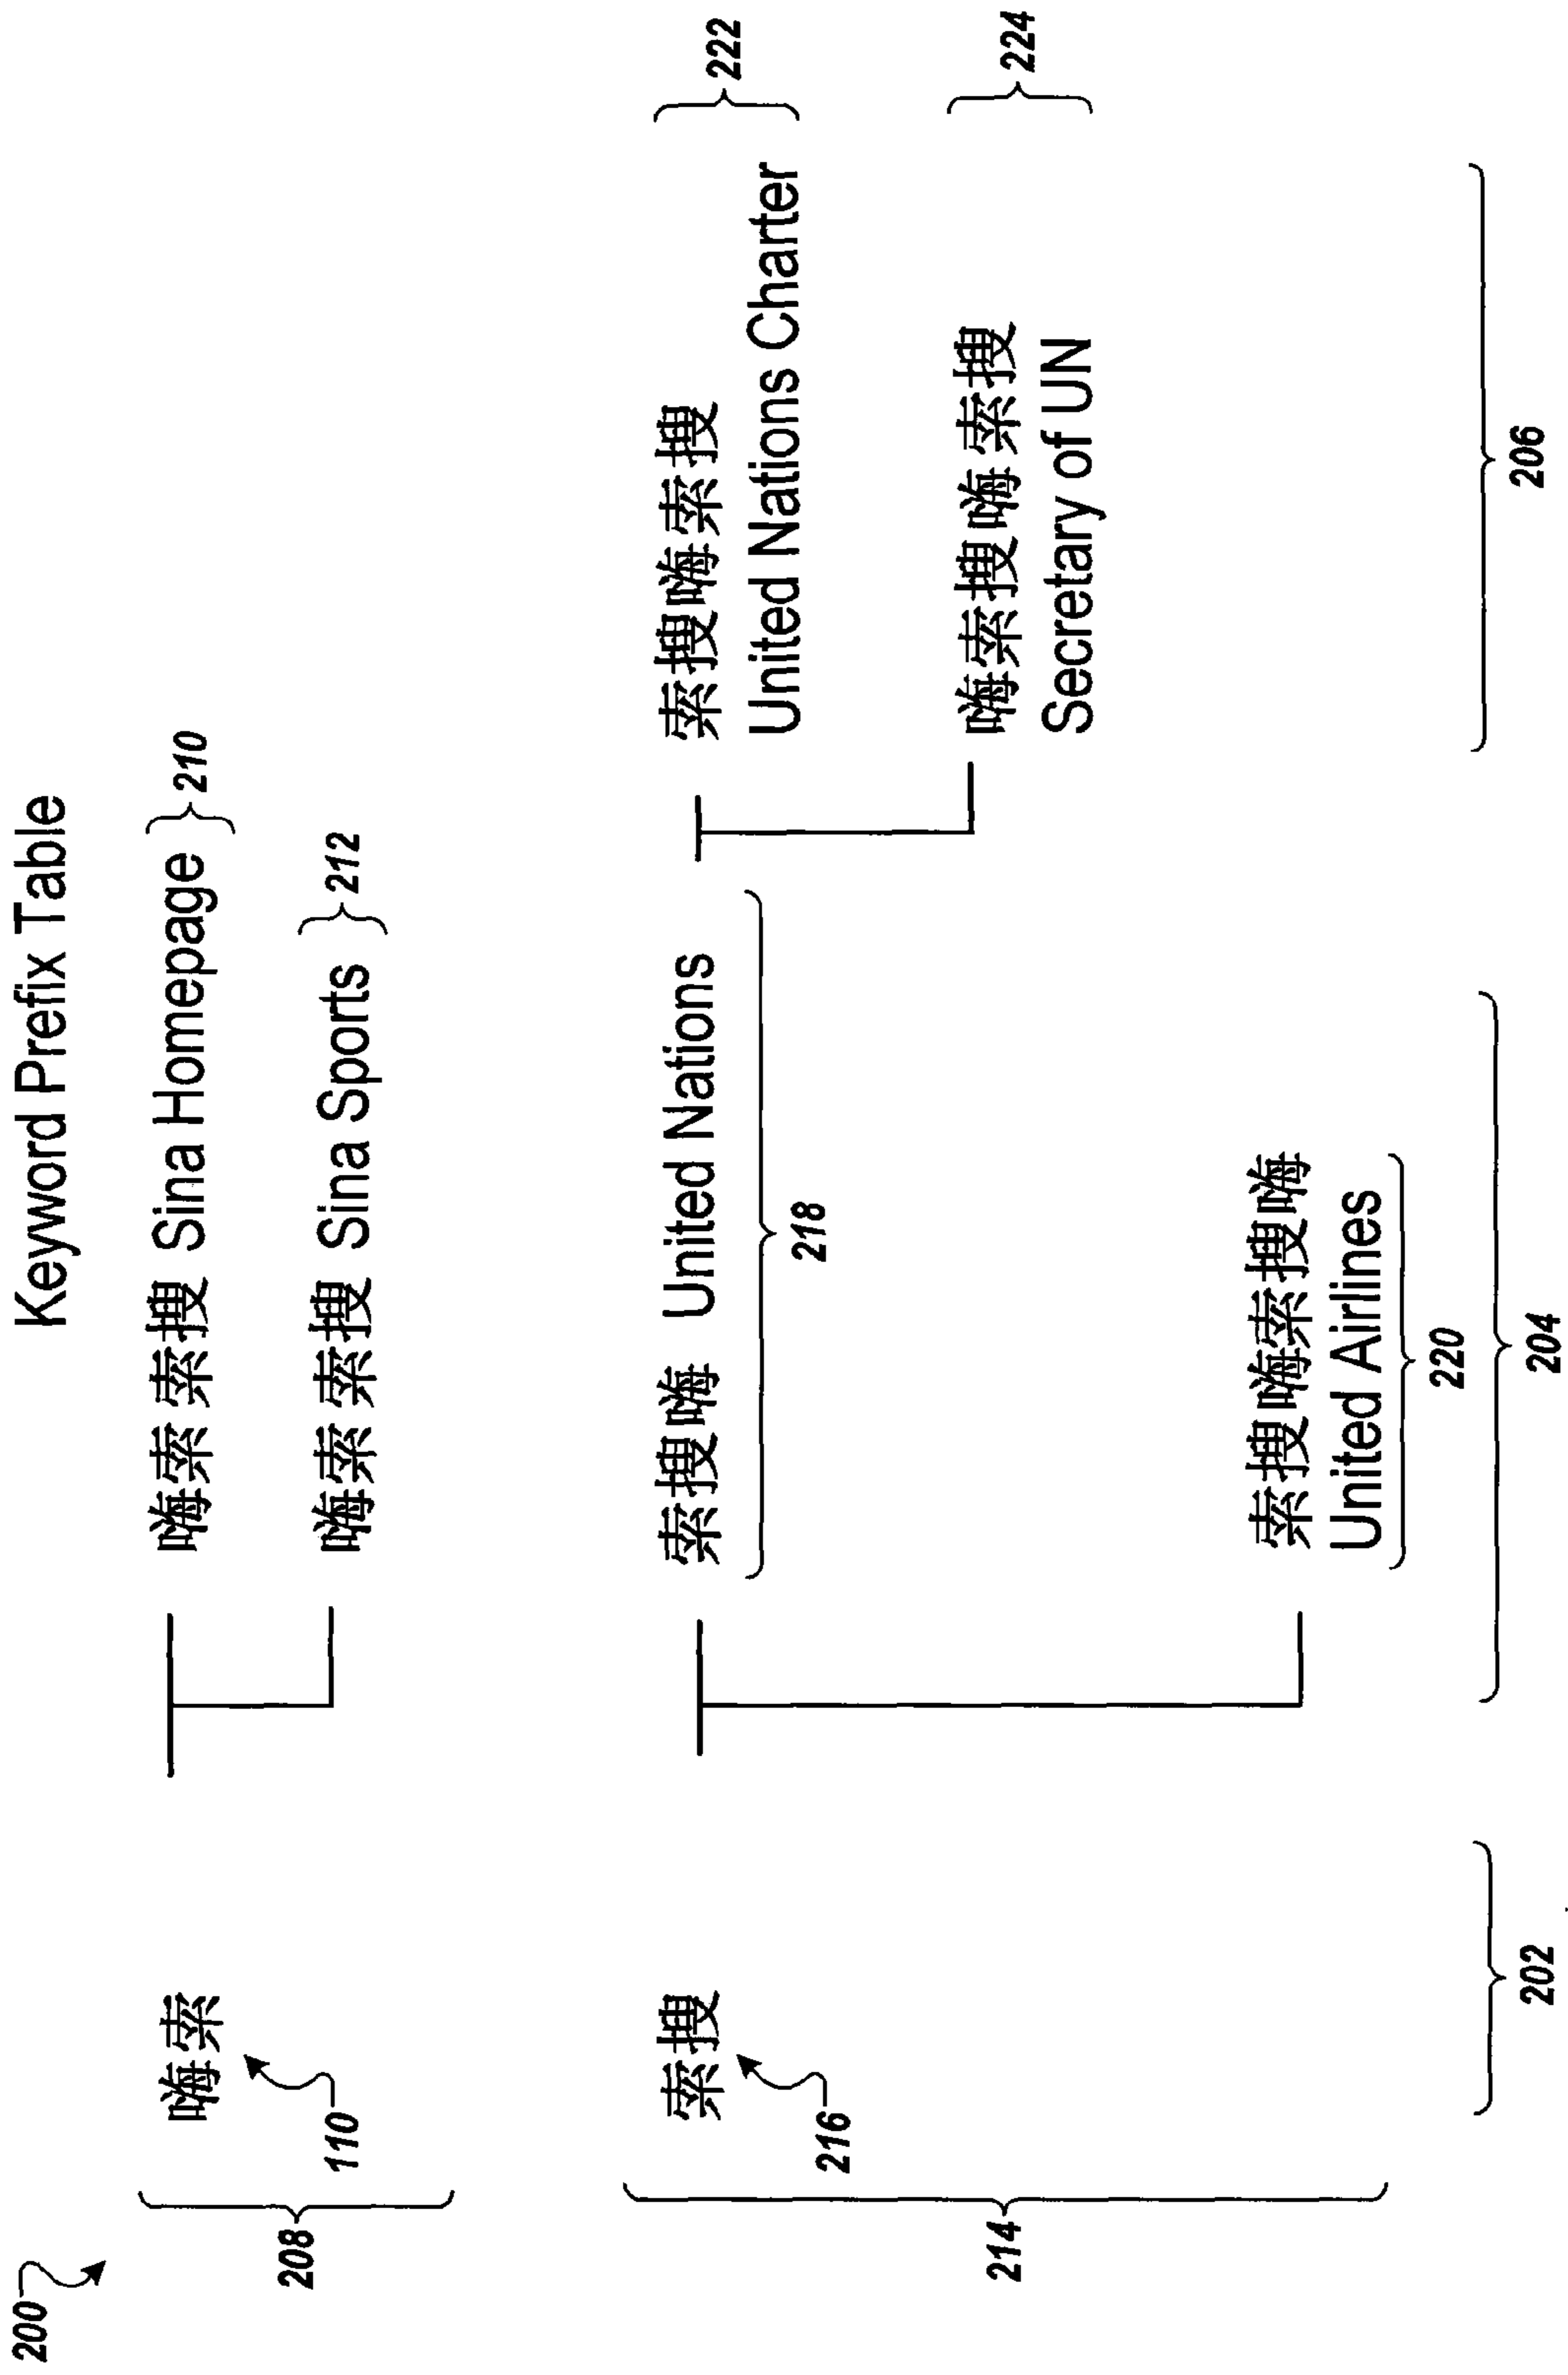 200
Keyword Prefix Table
208
嗨索
110
嗨索索搜 Sina Homepage
210
嗨索索搜 Sina Sports
212
214
索搜
216
索搜嗨 United Nations
218
索搜嗨索搜
United Nations Charter
222
嗨索搜嗨索搜
Secretary of UN
224
索搜嗨索搜嗨
United Airlines
220
202
204
206